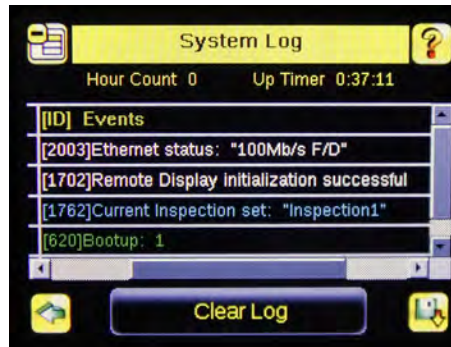 System Log
?
Hour Count 0 Up Timer 0:37:11
[ID] Events
[2003]Ethernet status: "100Mb/s F/D"
[1702]Remote Display initialization successful
[1762]Current Inspection set: "Inspection1"
[620]Bootup: 1
Clear Log